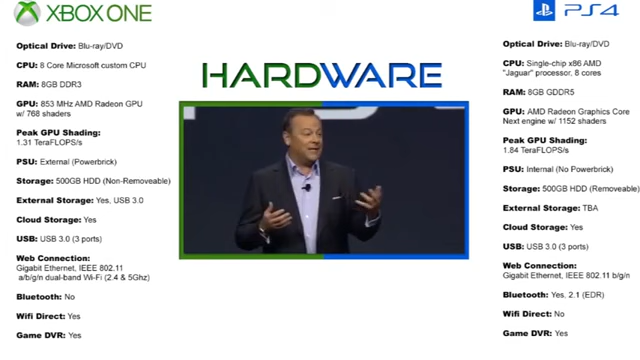 XBOX ONE
Optical Drive: Blu-ray/DVD
CPU: 8 Core Microsoft custom CPU
RAM: 8GB DDR3
GPU: 853 MHz AMD Radeon GPU
w/ 768 shaders
Peak GPU Shading:
1.31 TeraFLOPS/s
PSU: External (Powerbrick)
Storage: 500GB HDD (Non-Removeable)
External Storage: Yes, USB 3.0
Cloud Storage: Yes
USB: USB 3.0 (3 ports)
Web Connection:
Gigabit Ethernet, IEEE 802.11
a/b/g/n dual-band Wi-Fi (2.4 & 5Ghz)
Bluetooth: No
Wifi Direct: Yes
Game DVR: Yes
HARDWARE
PS4
Optical Drive: Blu-ray/DVD
CPU: Single-chip x86 AMD
"Jaguar" processor, 8 cores
RAM: 8GB GDDR5
GPU: AMD Radeon Graphics Core
Next engine w/ 1152 shaders
Peak GPU Shading:
1.84 TeraFLOPS/s
PSU: Internal (No Powerbrick)
Storage: 500GB HDD (Removeable)
External Storage: TBA
Cloud Storage: Yes
USB: USB 3.0 (3 ports)
Web Connection:
Gigabit Ethernet, IEEE 802.11 b/g/n
Bluetooth: Yes, 2.1 (EDR)
Wifi Direct: No
Game DVR: Yes